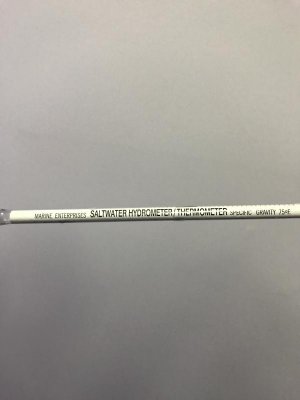 MARINE ENTERPRISES SALTWATER HYDROMETER/THERMOMETER SPECIFIC GRAVITY 75°F